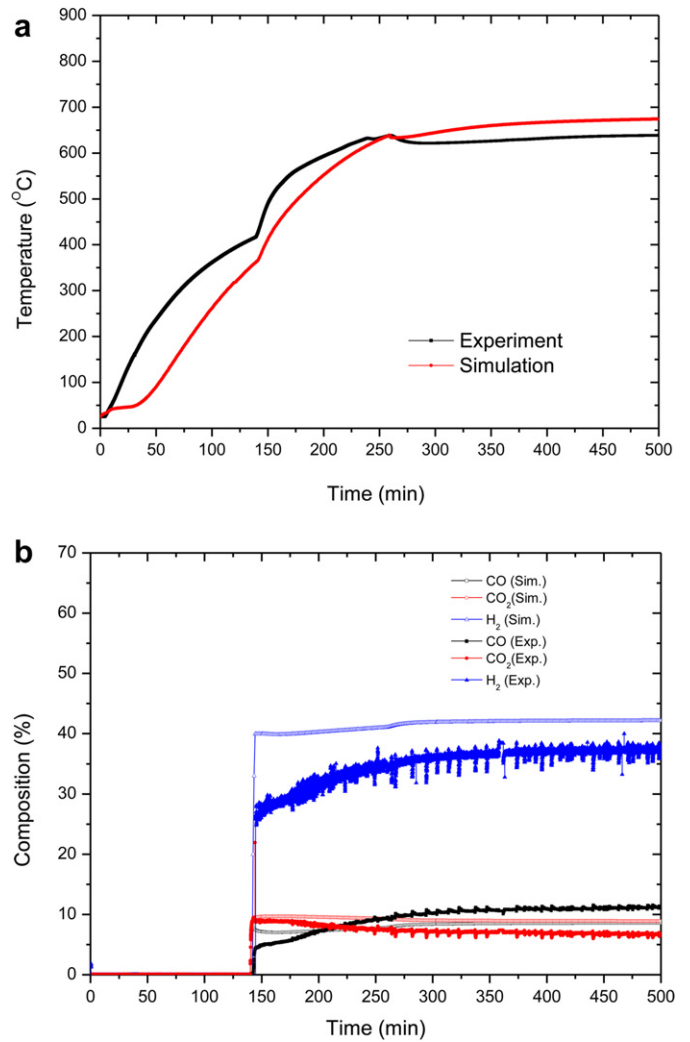 a
900
800
700
600
500
400
300
200
100
0
Temperature (°C)
Experiment
Simulation
0 50 100 150 200 250 300 350 400 450 500
Time (min)
b
70
60
50
40
30
20
10
0
Composition (%)
CO (Sim.)
CO₂(Sim.)
H₂ (Sim.)
CO (Exp.)
CO₂(Exp.)
H₂ (Exp.)
0 50 100 150 200 250 300 350 400 450 500
Time (min)